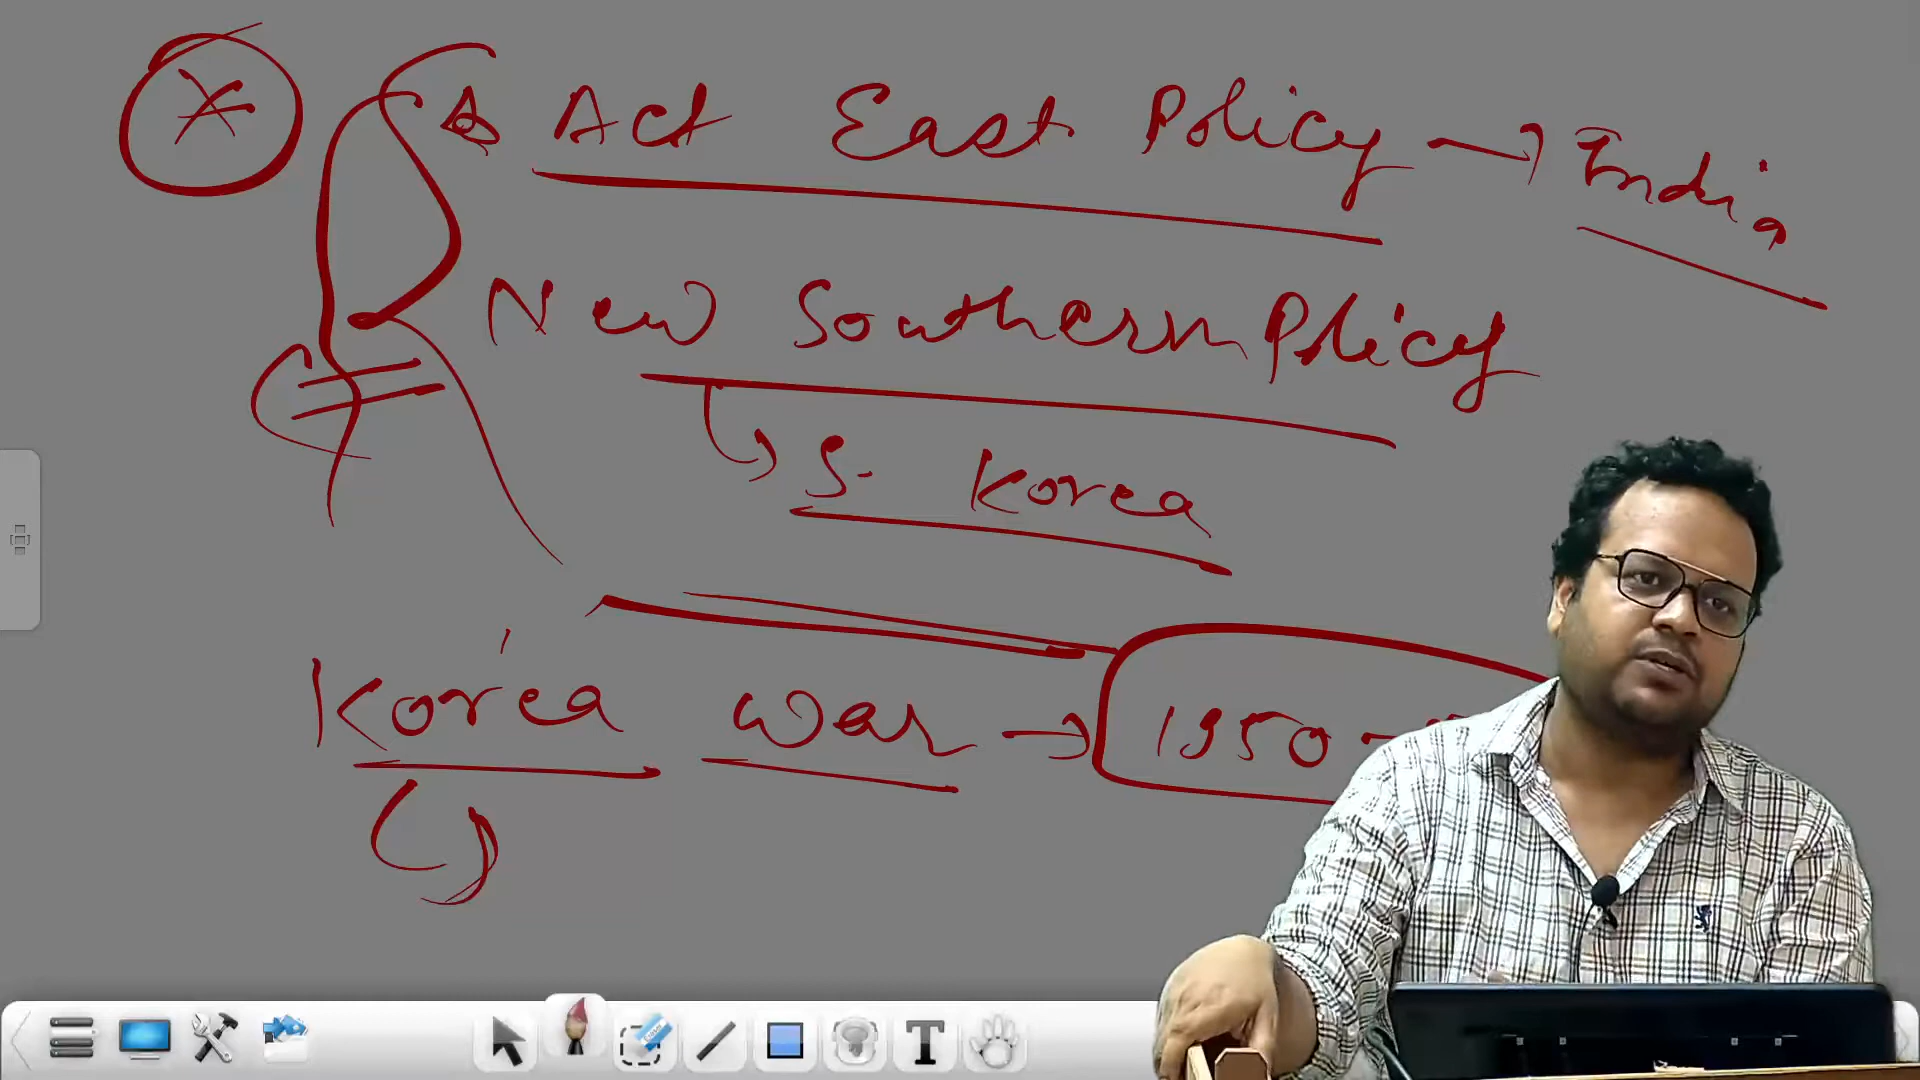 Act East Policy → India
New Southern Policy
S. Korea
Korea War → 1950-
T